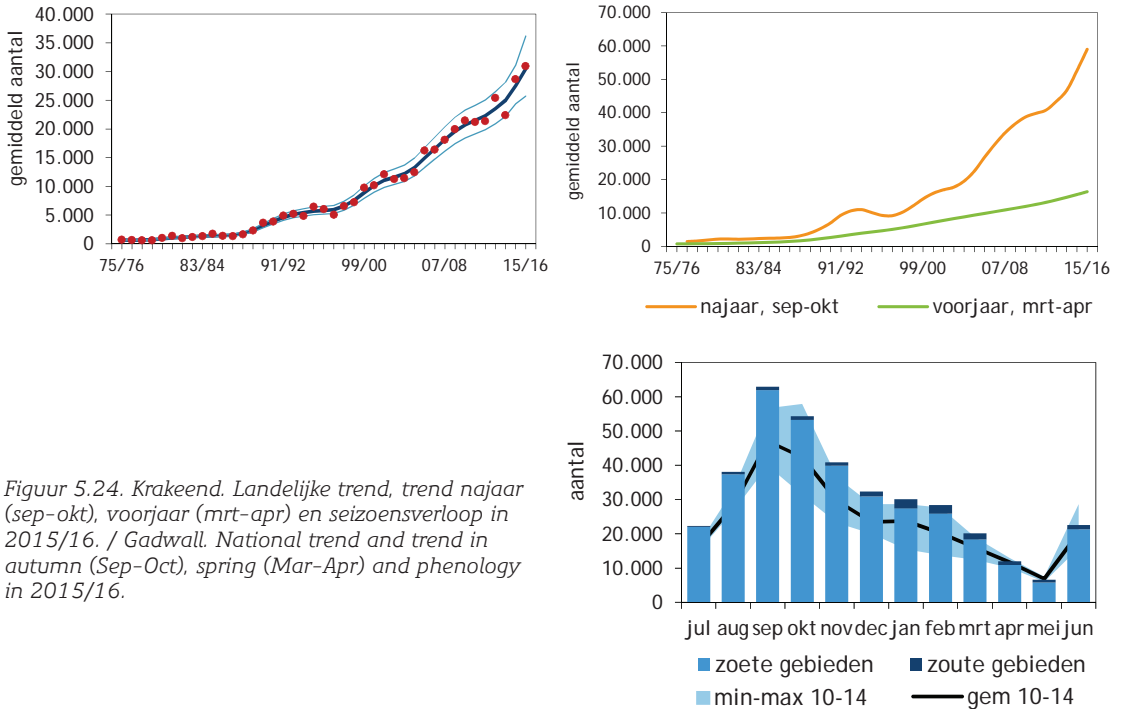 gemiddeld aantal
40.000
35.000
30.000
25.000
20.000
15.000
10.000
5.000
0
75/76 83/84 91/92 99/00 07/08 15/16
gemiddeld aantal
70.000
60.000
50.000
40.000
30.000
20.000
10.000
0
75/76 83/84 91/92 99/00 07/08 15/16
najaar, sep-okt voorjaar, mrt-apr
Figuur 5.24. Krakeend. Landelijke trend, trend najaar
(sep-okt), voorjaar (mrt-apr) en seizoensverloop in
2015/16. / Gadwall. National trend and trend in
autumn (Sep-Oct), spring (Mar-Apr) and phenology
in 2015/16.
aantal
70.000
60.000
50.000
40.000
30.000
20.000
10.000
0
jul aug sep okt nov dec jan feb mrt apr mei jun
zoete gebieden zoute gebieden
min-max 10-14 gem 10-14